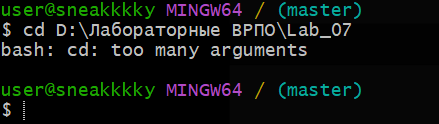 user@sneakkkky MINGW64 / (master)
$ cd D:\Лабораторные ВРПО\Lab_07
bash: cd: too many arguments
user@sneakkkky MINGW64 / (master)
$